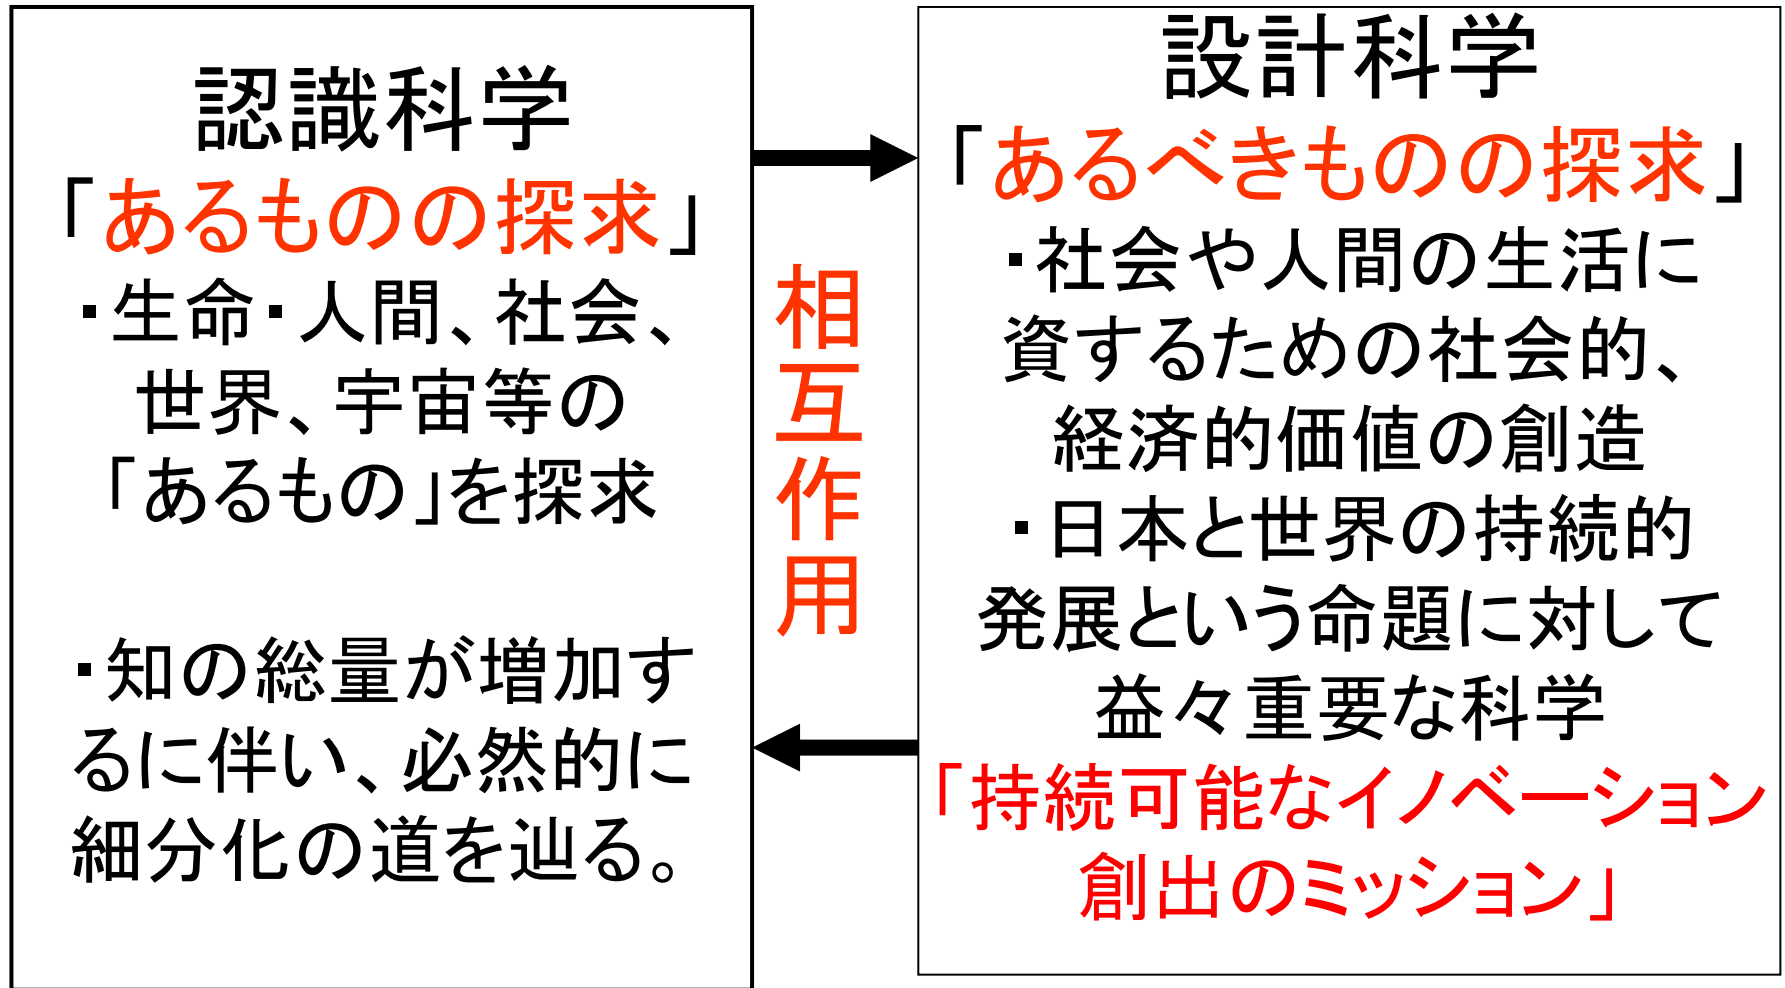 認識科学
「あるものの探求」
・生命・人間、社会、
世界、宇宙等の
「あるもの」を探求
・知の総量が増加す
るに伴い、必然的に
細分化の道を辿る。
相互作用
設計科学
「あるべきものの探求」
・社会や人間の生活に
資するための社会的、
経済的価値の創造
・日本と世界の持続的
発展という命題に対して
益々重要な科学
「持続可能なイノベーション
創出のミッション」